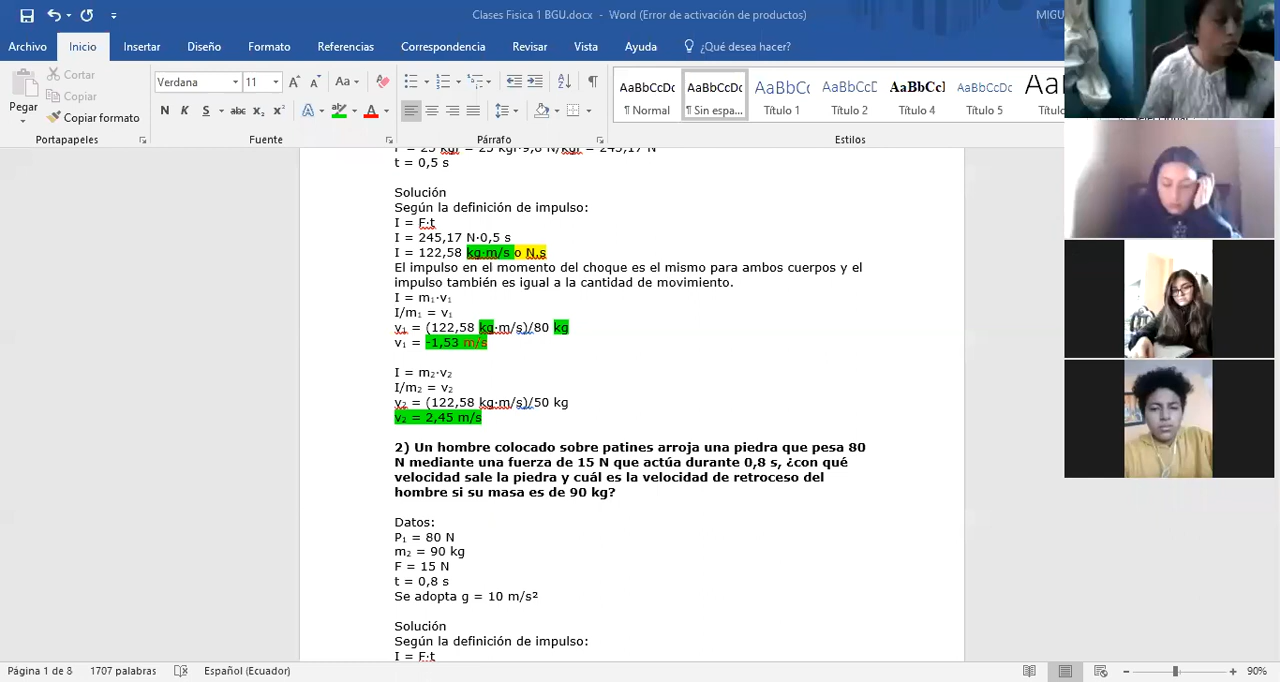 Clases Fisica 1 BGU.docx - Word (Error de activación de productos)
MIGU
Archivo Inicio Insertar Diseño Formato Referencias Correspondencia Revisar Vista Ayuda ¿Qué desea hacer?
Pegar
Cortar
Copiar
Copiar formato
Portapapeles
Verdana 11 A A Aa
N K S abc x₂ x² A A
Fuente
Párrafo
AaBbCcDc AaBbCcDc AaBbCc AaBbCcD AaBbCcI AaBbCcDc Aa
¶ Normal ¶ Sin espa... Título 1 Título 2 Título 4 Título 5 Título
Estilos
t = 0,5 s
Solución
Según la definición de impulso:
I = F·t
I = 245,17 N·0,5 s
I = 122,58 kg·m/s o N.s
El impulso en el momento del choque es el mismo para ambos cuerpos y el
impulso también es igual a la cantidad de movimiento.
I = m₁·v₁
I/m₁ = v₁
v₁ = (122,58 kg·m/s)/80 kg
v₁ = -1,53 m/s
I = m₂·v₂
I/m₂ = v₂
v₂ = (122,58 kg·m/s)/50 kg
v₂ = 2,45 m/s
2) Un hombre colocado sobre patines arroja una piedra que pesa 80
N mediante una fuerza de 15 N que actúa durante 0,8 s, ¿con qué
velocidad sale la piedra y cuál es la velocidad de retroceso del
hombre si su masa es de 90 kg?
Datos:
P₁ = 80 N
m₂ = 90 kg
F = 15 N
t = 0,8 s
Se adopta g = 10 m/s²
Solución
Según la definición de impulso:
I = F·t
Página 1 de 8 1707 palabras Español (Ecuador) 90%